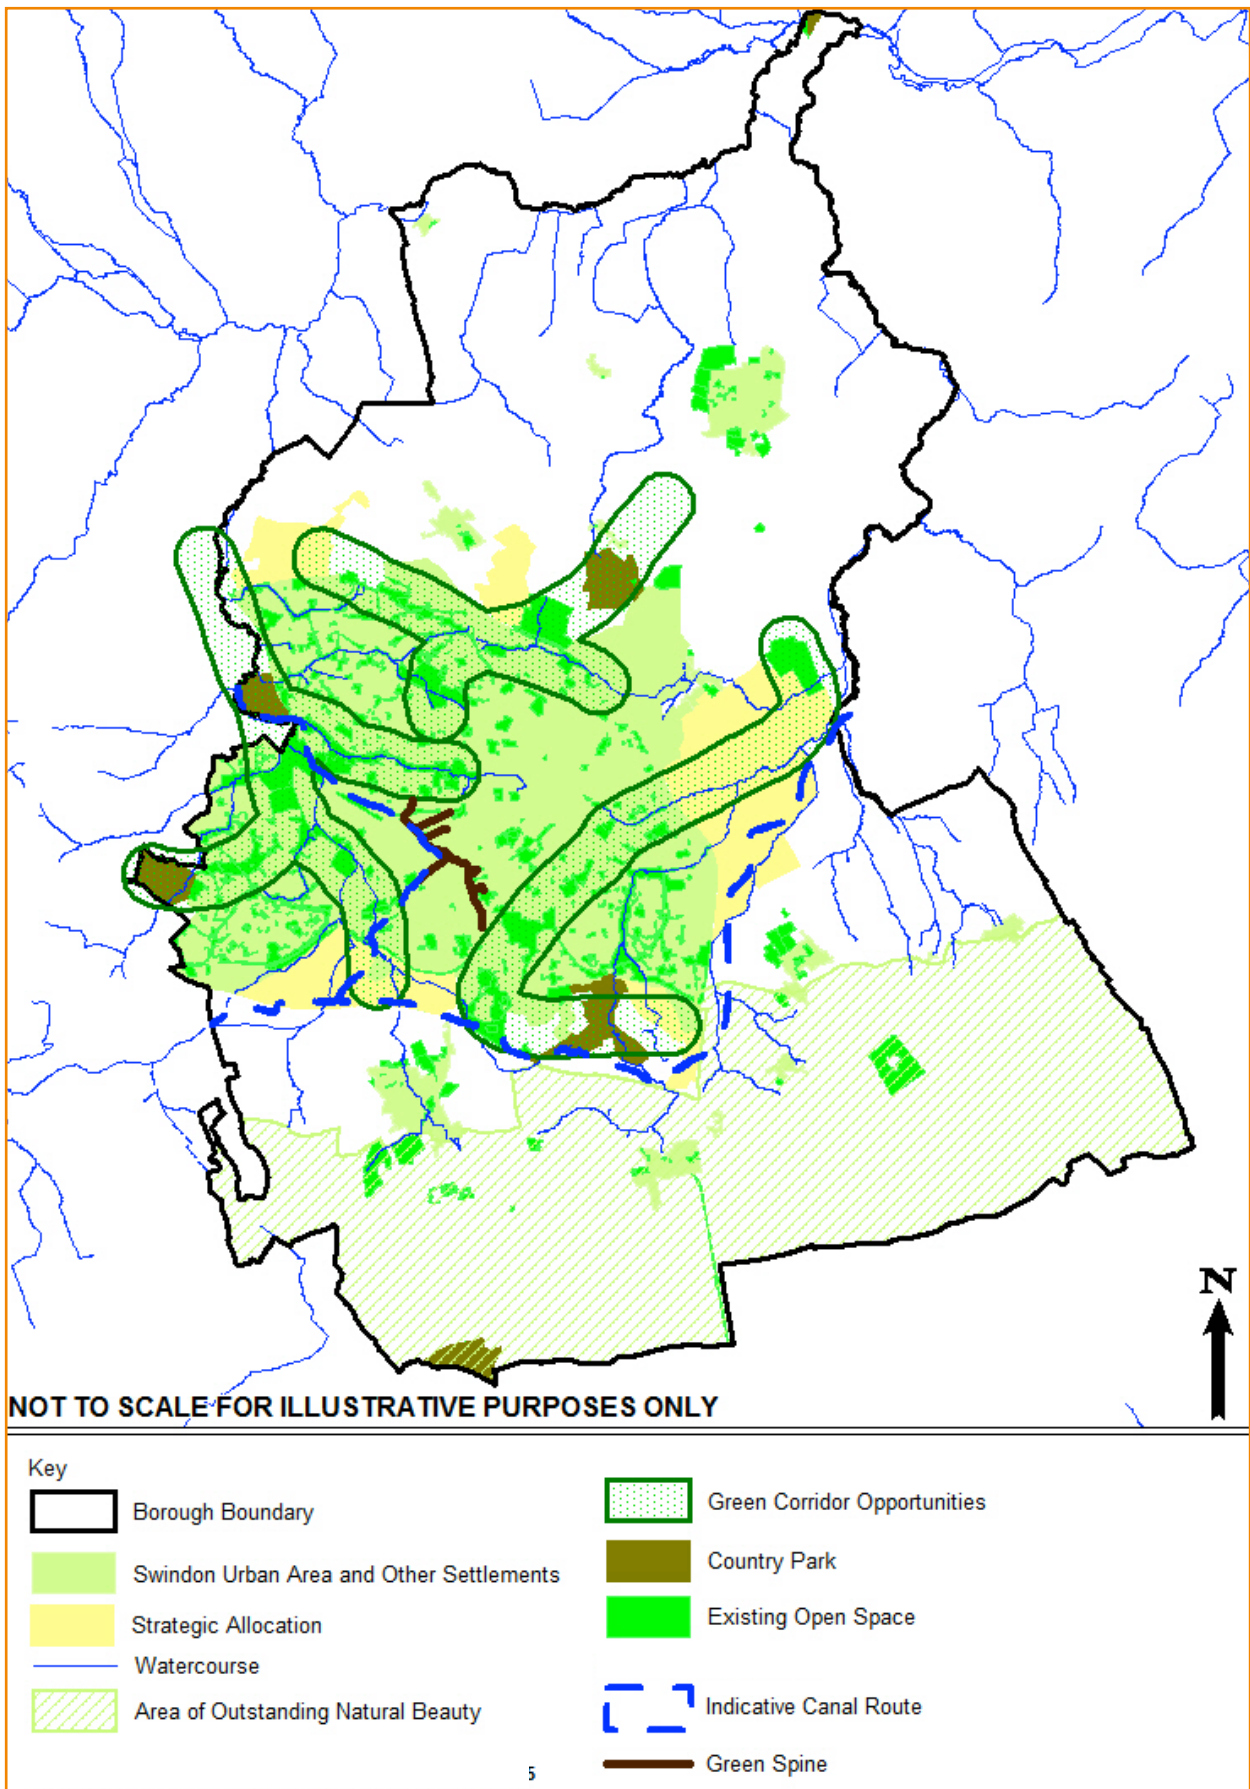 N
NOT TO SCALE FOR ILLUSTRATIVE PURPOSES ONLY
Key
Borough Boundary
Swindon Urban Area and Other Settlements
Strategic Allocation
Watercourse
Area of Outstanding Natural Beauty
Green Corridor Opportunities
Country Park
Existing Open Space
Indicative Canal Route
Green Spine
5